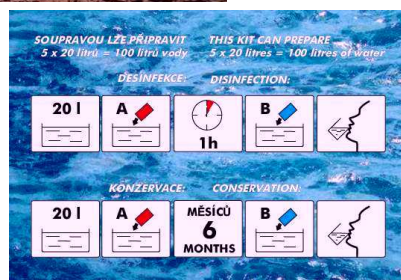 SOUPRAVOU LZE PŘIPRAVIT
5 x 20 litrů = 100 litrů vody
THIS KIT CAN PREPARE
5 x 20 litres = 100 litres of water
DESINFEKCE: DISINFECTION:
20 l A 1h B
KONZERVACE: CONSERVATION:
20 l A MĚSÍCŮ 6 MONTHS B